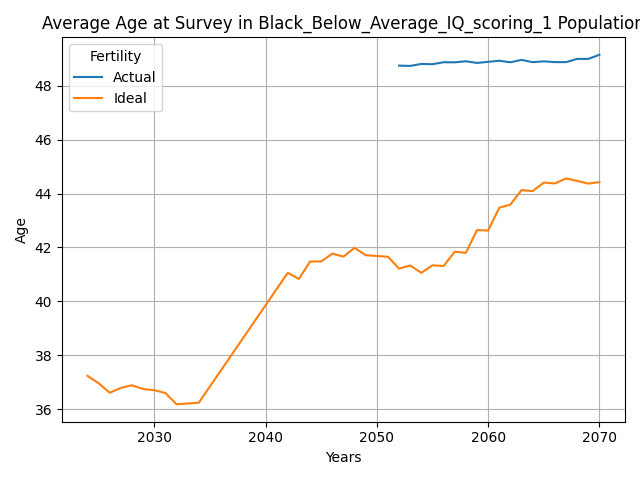 Average Age at Survey in Black_Below_Average_IQ_scoring_1 Population
Fertility
Actual
Ideal
48
46
44
42
40
38
36
Age
2030 2040 2050 2060 2070
Years